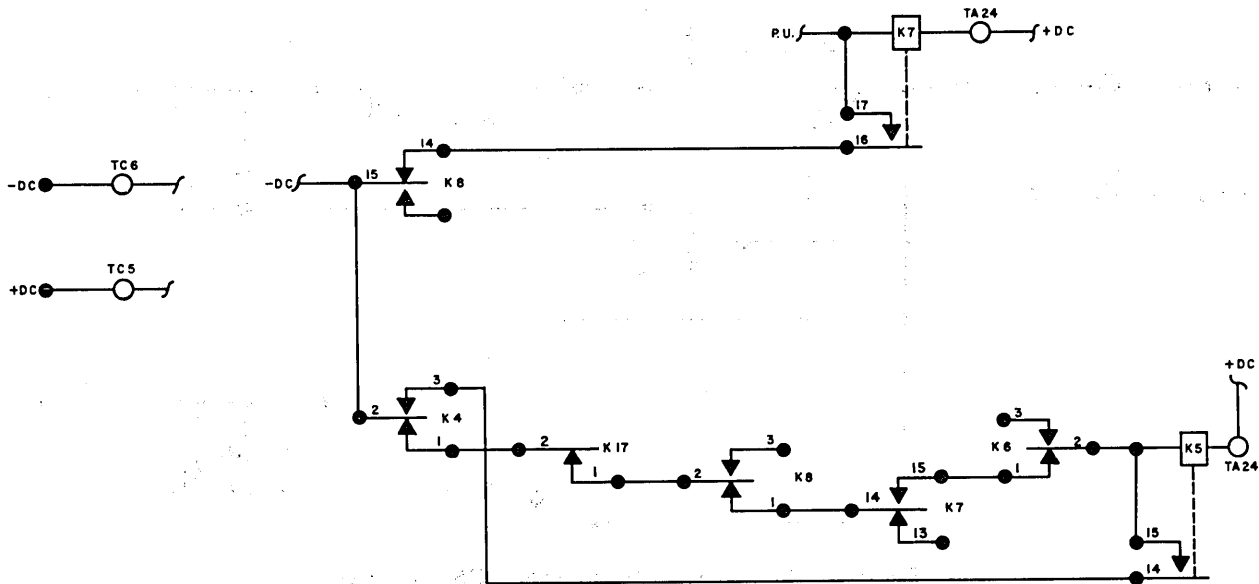 P.U. K7 TA24 +DC
17
16
14
-DC TC6 -DC 15 K8
+DC TC5
+DC
3
2 K4
1 2 K17
3
K6 2 K5 TA24
1 2 3 K8
15 1
1 14 K7
13
15
14